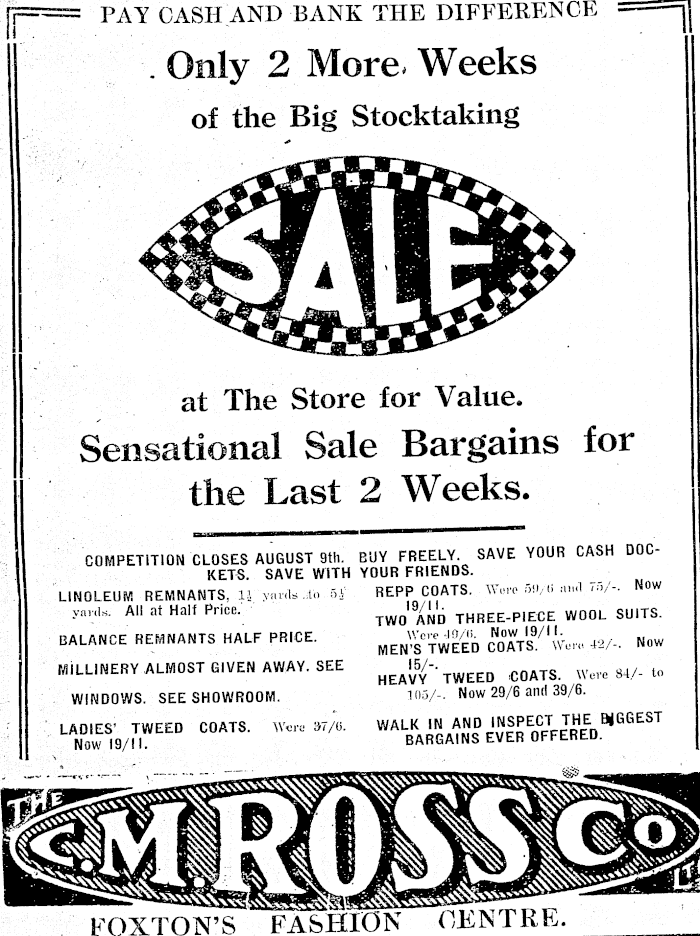 PAY CASH AND BANK THE DIFFERENCE
Only 2 More Weeks
of the Big Stocktaking
SALE
at The Store for Value.
Sensational Sale Bargains for
the Last 2 Weeks.
COMPETITION CLOSES AUGUST 9th. BUY FREELY. SAVE YOUR CASH DOC-
KETS. SAVE WITH YOUR FRIENDS.
LINOLEUM REMNANTS, 1½ yards to 5½
yards. All at Half Price.
BALANCE REMNANTS HALF PRICE.
MILLINERY ALMOST GIVEN AWAY. SEE
WINDOWS. SEE SHOWROOM.
LADIES' TWEED COATS. Were 37/6.
Now 19/11.
REPP COATS. Were 59/6 and 75/-. Now
19/11.
TWO AND THREE-PIECE WOOL SUITS.
Were 49/6. Now 19/11.
MEN'S TWEED COATS. Were 42/-. Now
15/-.
HEAVY TWEED COATS. Were 84/- to
105/-. Now 29/6 and 39/6.
WALK IN AND INSPECT THE BIGGEST
BARGAINS EVER OFFERED.
THE
C.M. ROSS Co
FOXTON'S FASHION CENTRE.